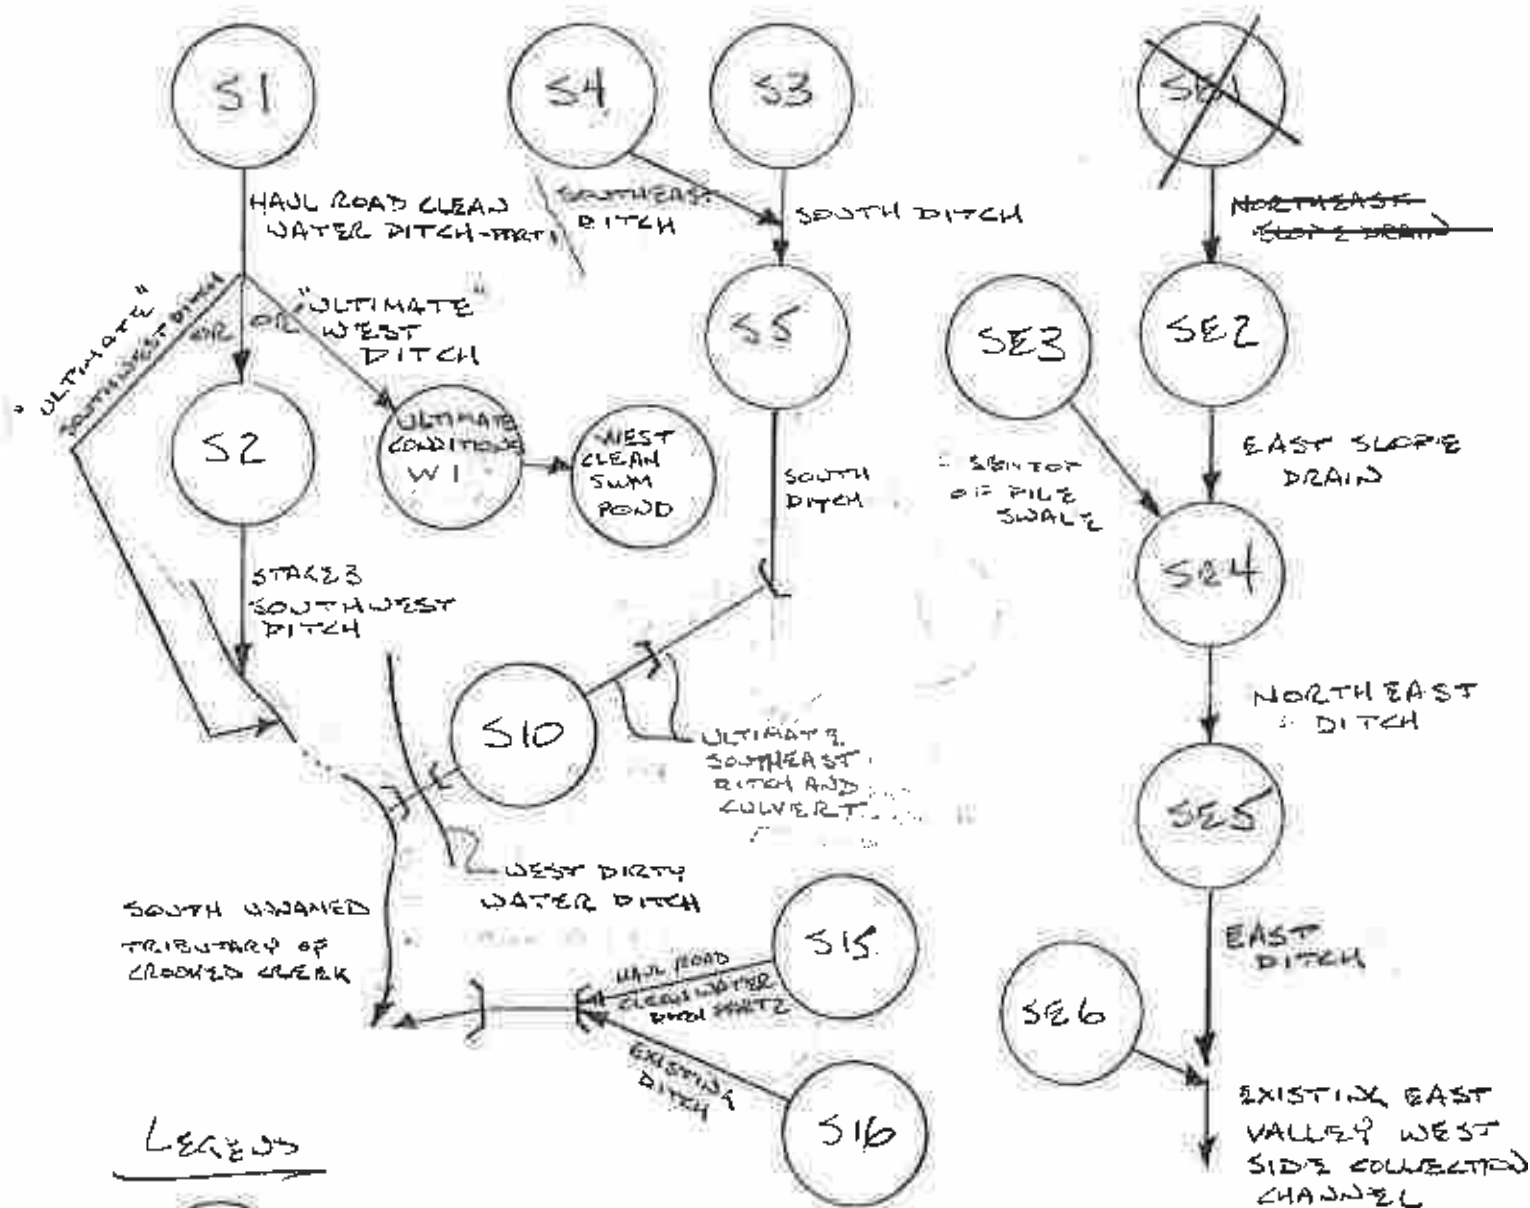 S1
S4
S3
HAUL ROAD CLEAN
WATER DITCH-PART 1
SOUTHEAST
DITCH
SOUTH DITCH
NORTHEAST
SLOPE DRAIN
"ULTIMATE"
SOUTHWEST DITCH
OR
OR
"ULTIMATE"
WEST
DITCH
S5
SE3
SE2
S2
ULTIMATE
CONDITIONS
W1
WEST
CLEAN
SWM
POND
SOUTH
DITCH
EAST SLOPE
DRAIN
TOP
OF PILE
SWALE
SE4
STAGE 3
SOUTHWEST
DITCH
S10
ULTIMATE
SOUTHEAST
DITCH AND
CULVERT
NORTHEAST
DITCH
SE5
WEST DIRTY
WATER DITCH
SOUTH UNNAMED
TRIBUTARY OF
CROOKED CREEK
S15
HAUL ROAD
CLEAN WATER
DITCH PART 2
EXISTING
DITCH
S16
EAST
DITCH
SE6
EXISTING EAST
VALLEY WEST
SIDE COLLECTION
CHANNEL
LEGEND